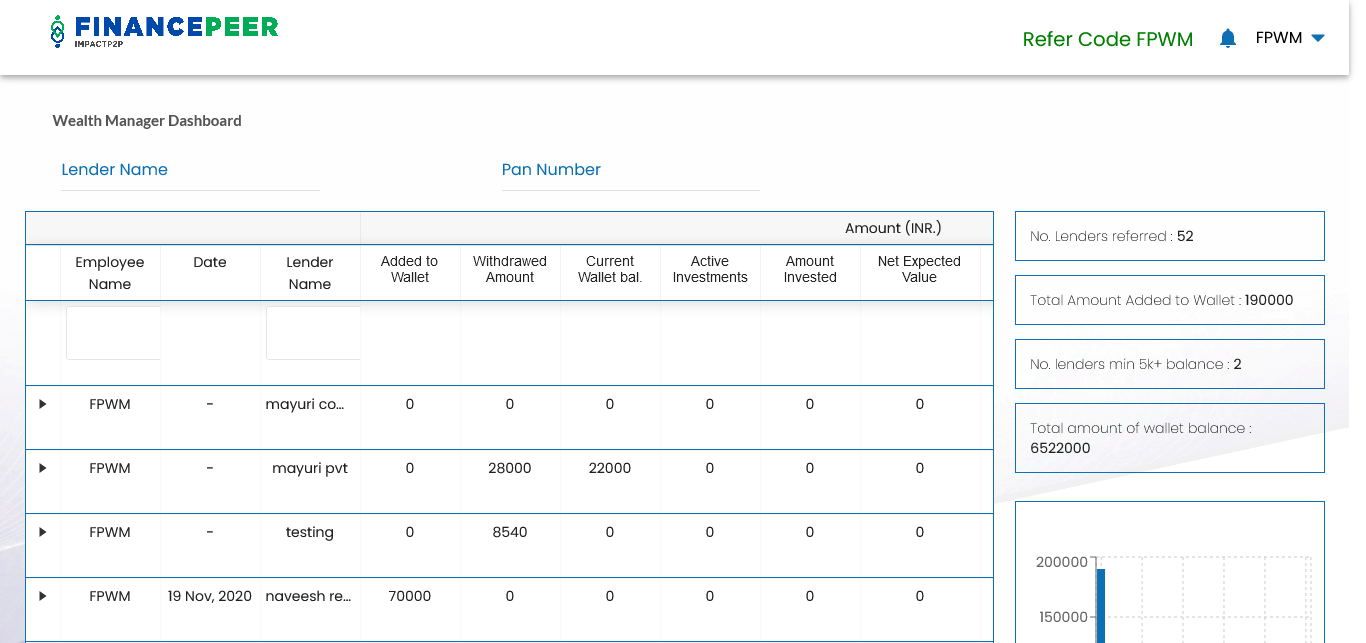 FINANCEPEER
IMPACTP2P
Refer Code FPWM
FPWM
Wealth Manager Dashboard
Lender Name
Pan Number
Amount (INR.)
Employee Name
Date
Lender Name
Added to Wallet
Withdrawed Amount
Current Wallet bal.
Active Investments
Amount Invested
Net Expected Value
FPWM - mayuri co... 0 0 0 0 0 0
FPWM - mayuri pvt 0 28000 22000 0 0 0
FPWM - testing 0 8540 0 0 0 0
FPWM 19 Nov, 2020 naveesh re... 70000 0 0 0 0 0
No. Lenders referred : 52
Total Amount Added to Wallet : 190000
No. lenders min 5k+ balance : 2
Total amount of wallet balance :
6522000
200000
150000